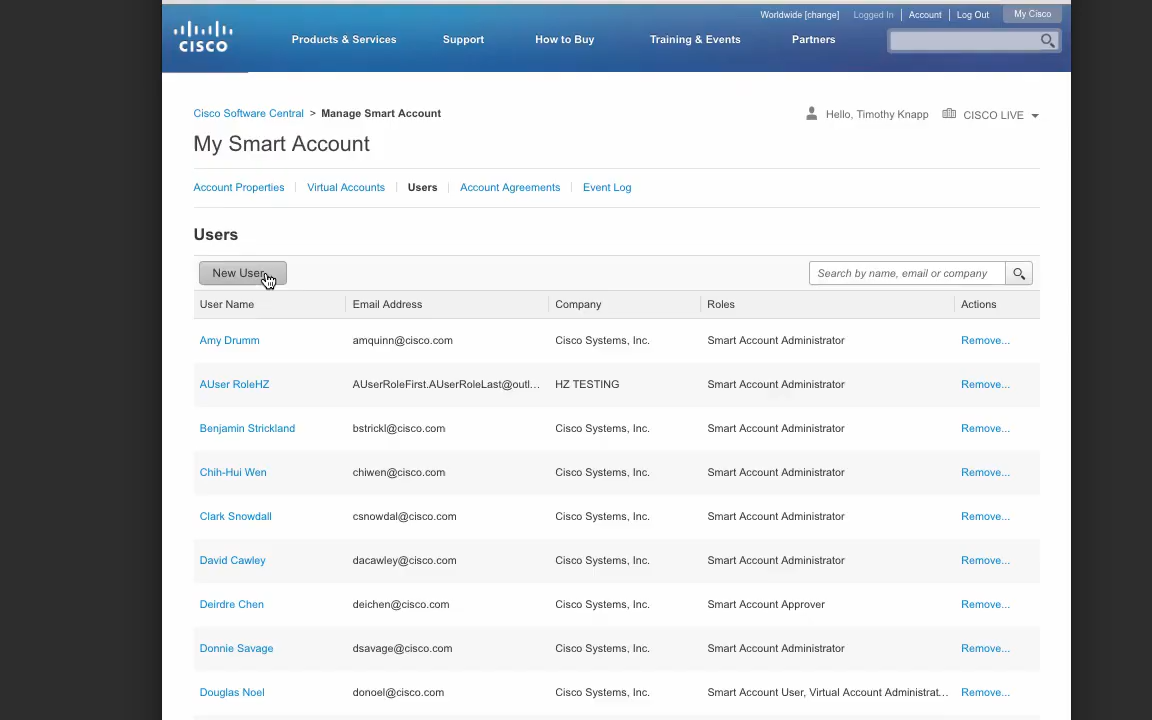 Worldwide [change] Logged In Account Log Out My Cisco
CISCO
Products & Services Support How to Buy Training & Events Partners
Cisco Software Central > Manage Smart Account
Hello, Timothy Knapp CISCO LIVE
My Smart Account
Account Properties Virtual Accounts Users Account Agreements Event Log
Users
New User... Search by name, email or company
User Name Email Address Company Roles Actions
Amy Drumm amquinn@cisco.com Cisco Systems, Inc. Smart Account Administrator Remove...
AUser RoleHZ AUserRoleFirst.AUserRoleLast@outl... HZ TESTING Smart Account Administrator Remove...
Benjamin Strickland bstrickl@cisco.com Cisco Systems, Inc. Smart Account Administrator Remove...
Chih-Hui Wen chiwen@cisco.com Cisco Systems, Inc. Smart Account Administrator Remove...
Clark Snowdall csnowdal@cisco.com Cisco Systems, Inc. Smart Account Administrator Remove...
David Cawley dacawley@cisco.com Cisco Systems, Inc. Smart Account Administrator Remove...
Deirdre Chen deichen@cisco.com Cisco Systems, Inc. Smart Account Approver Remove...
Donnie Savage dsavage@cisco.com Cisco Systems, Inc. Smart Account Administrator Remove...
Douglas Noel donoel@cisco.com Cisco Systems, Inc. Smart Account User, Virtual Account Administrat... Remove...